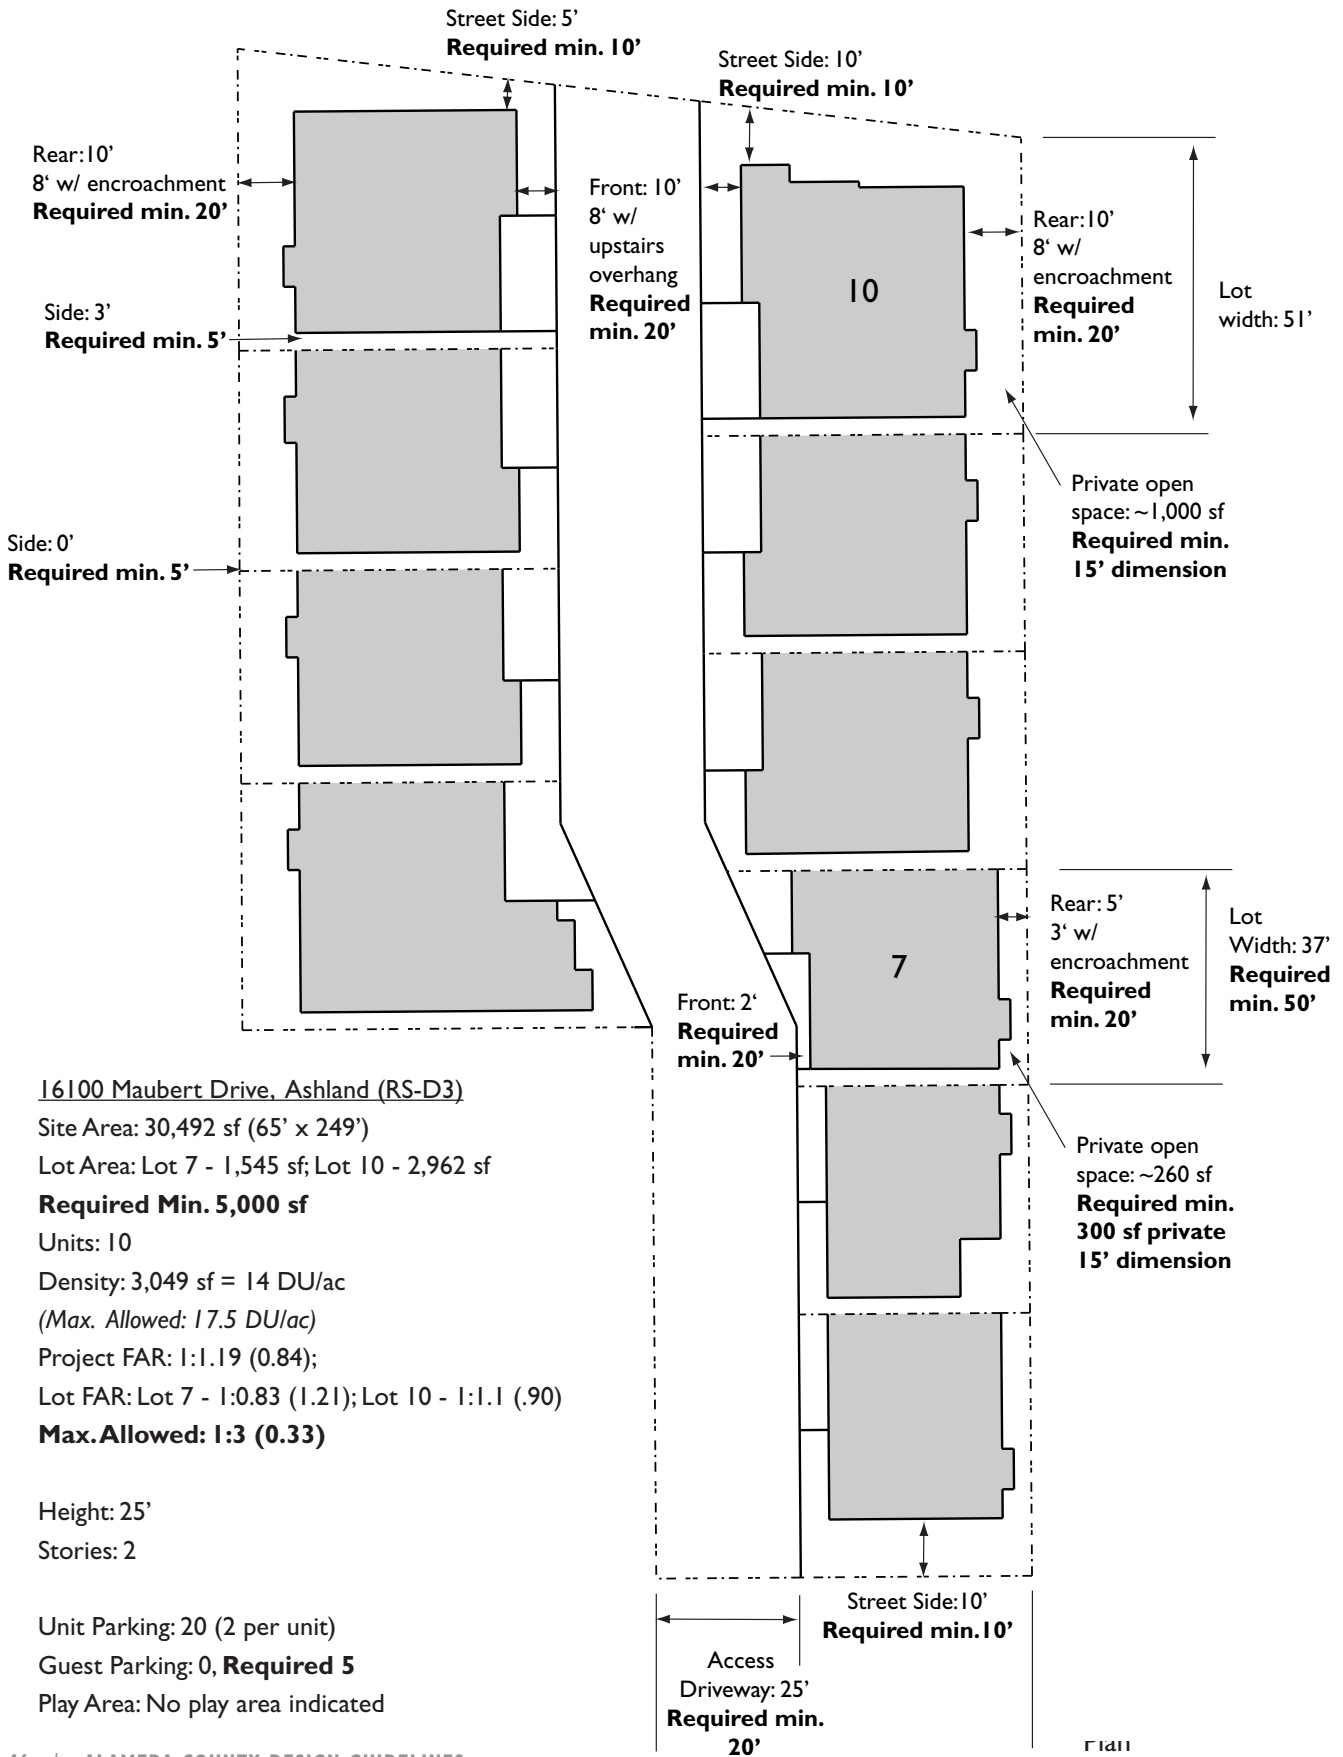 Street Side: 5’
Required min. 10’
Street Side: 10’
Required min. 10’
Rear:10’
8‘ w/ encroachment
Required min. 20’
Front: 10’
8‘ w/
upstairs
overhang
Required
min. 20’
Rear:10’
8‘ w/
encroachment
Required
min. 20’
Lot
width: 51’
10
Side: 3’
Required min. 5’
Private open
space: ~1,000 sf
Required min.
15’ dimension
Side: 0’
Required min. 5’
Rear: 5’
3‘ w/
encroachment
Required
min. 20’
Lot
Width: 37’
Required
min. 50’
7
Front: 2‘
Required
min. 20’
Private open
space: ~260 sf
Required min.
300 sf private
15’ dimension
16100 Maubert Drive, Ashland (RS-D3)
Site Area: 30,492 sf (65’ x 249’)
Lot Area: Lot 7 - 1,545 sf; Lot 10 - 2,962 sf
Required Min. 5,000 sf
Units: 10
Density: 3,049 sf = 14 DU/ac
(Max. Allowed: 17.5 DU/ac)
Project FAR: 1:1.19 (0.84);
Lot FAR: Lot 7 - 1:0.83 (1.21); Lot 10 - 1:1.1 (.90)
Max. Allowed: 1:3 (0.33)
Height: 25’
Stories: 2
Unit Parking: 20 (2 per unit)
Guest Parking: 0, Required 5
Play Area: No play area indicated
Street Side:10’
Required min.10’
Access
Driveway: 25’
Required min.
20’
Plan
ALAMEDA COUNTY DESIGN GUIDELINES